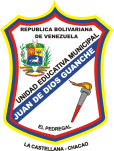 REPUBLICA BOLIVARIANA
DE VENEZUELA
UNIDAD EDUCATIVA MUNICIPAL
JUAN DE DIOS GUANCHE
EL PEDREGAL
LA CASTELLANA - CHACAO